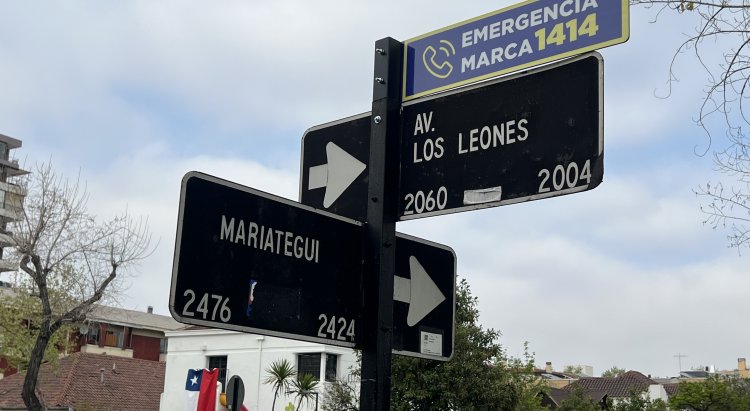 EMERGENCIA
MARCA 1414
AV.
LOS LEONES
2060 2004
MARIATEGUI
2476 2424